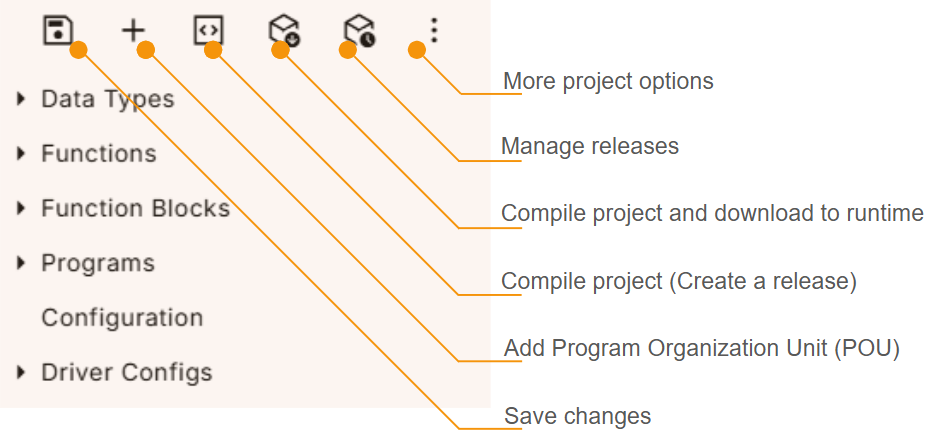 Data Types
Functions
Function Blocks
Programs
Configuration
Driver Configs
More project options
Manage releases
Compile project and download to runtime
Compile project (Create a release)
Add Program Organization Unit (POU)
Save changes